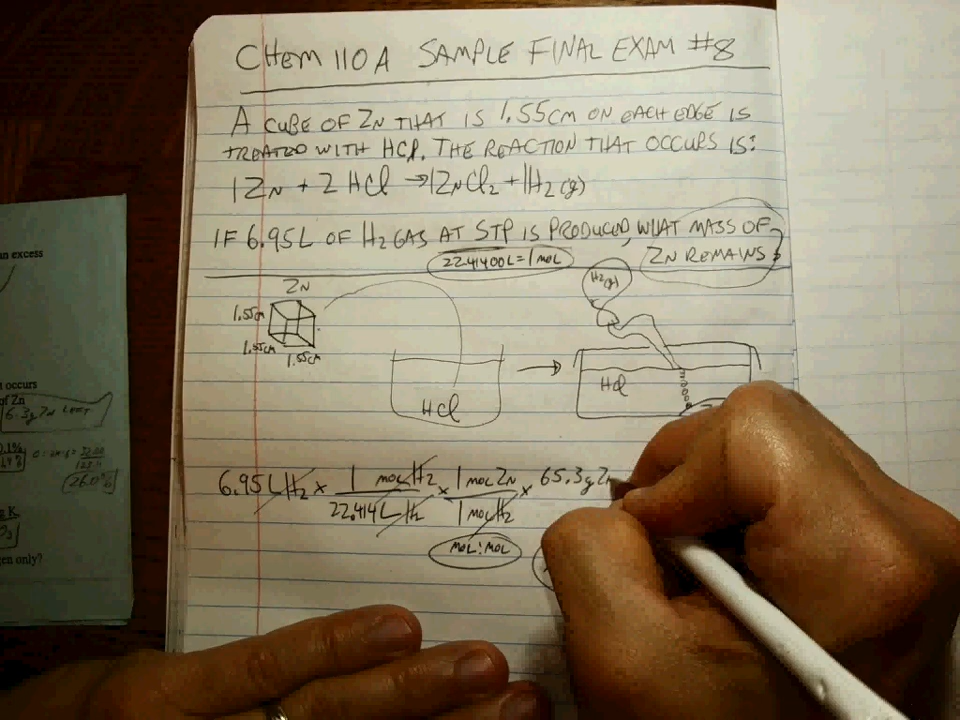 CHEM 110A SAMPLE FINAL EXAM #8
A CUBE OF ZN THAT IS 1.55cm ON EACH EDGE IS
TREATED WITH HCl. THE REACTION THAT OCCURS IS:
1ZN + 2HCl → 1ZNCl2 + 1H2(g)
IF 6.95L OF H2 GAS AT STP IS PRODUCED, WHAT MASS OF
22.41400L = 1 MOL
ZN REMAINS?
ZN
1.55cm
1.55cm
1.55cm
HCl
H2(g)
HCl
6.95L H2 × 1 mol H2 × 1 mol Zn × 65.3g Zn
22.414L H2 1 mol H2
MOL:MOL
n excess
t occurs
of Zn
6.3g ZN LEFT
0.1%
26.0%
K
en only?